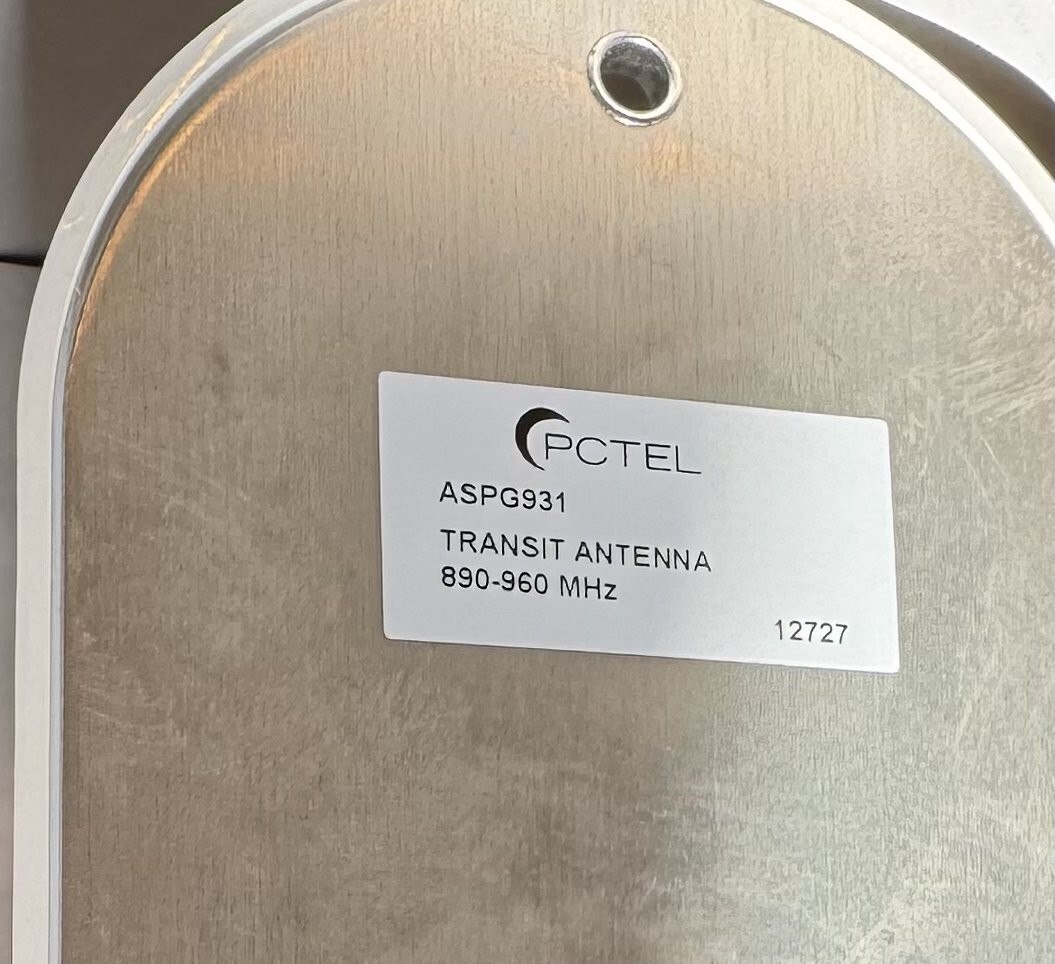 PCTEL
ASPG931
TRANSIT ANTENNA
890-960 MHz
12727